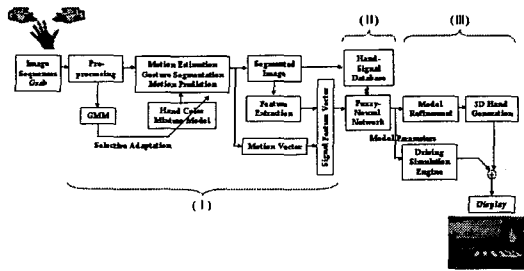 (II)
(III)
Image
Sequences
Grab
Pre-
processing
Motion Estimation
Gesture Segmentation
Motion Prediction
Segmented
Image
Hand-
Signal
Database
GMM
Hand Color
Mixture Model
Selective Adaptation
Feature
Extraction
Motion Vector
Signal Feature Vector
Fuzzy-
Neural
Network
Model
Refinement
3D Hand
Generation
Model Parameters
Driving
Simulation
Engine
Display
(I)